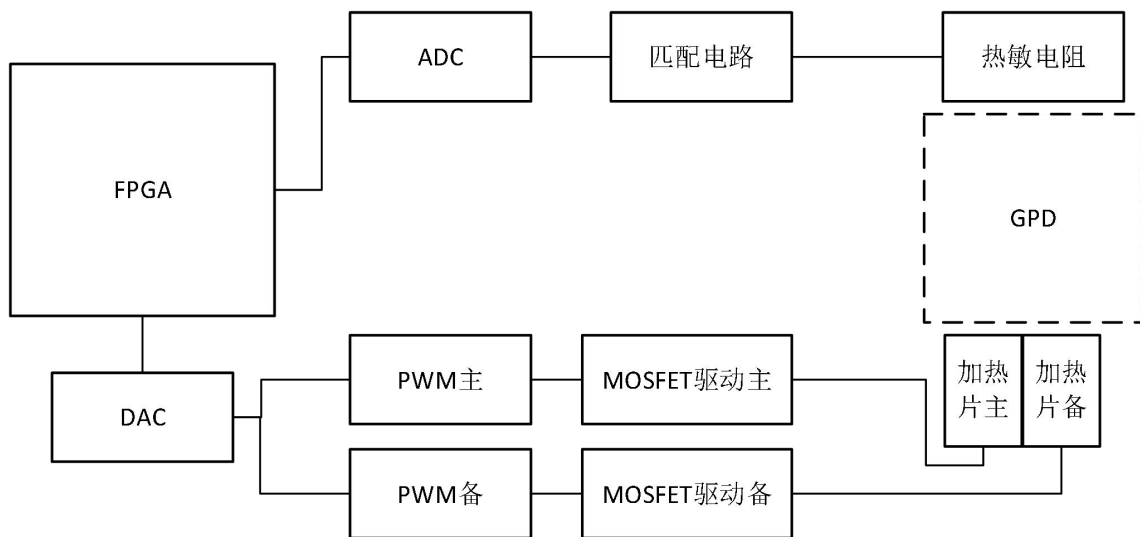 ADC
匹配电路
热敏电阻
FPGA
GPD
DAC
PWM主
MOSFET驱动主
加热
片主
加热
片备
PWM备
MOSFET驱动备